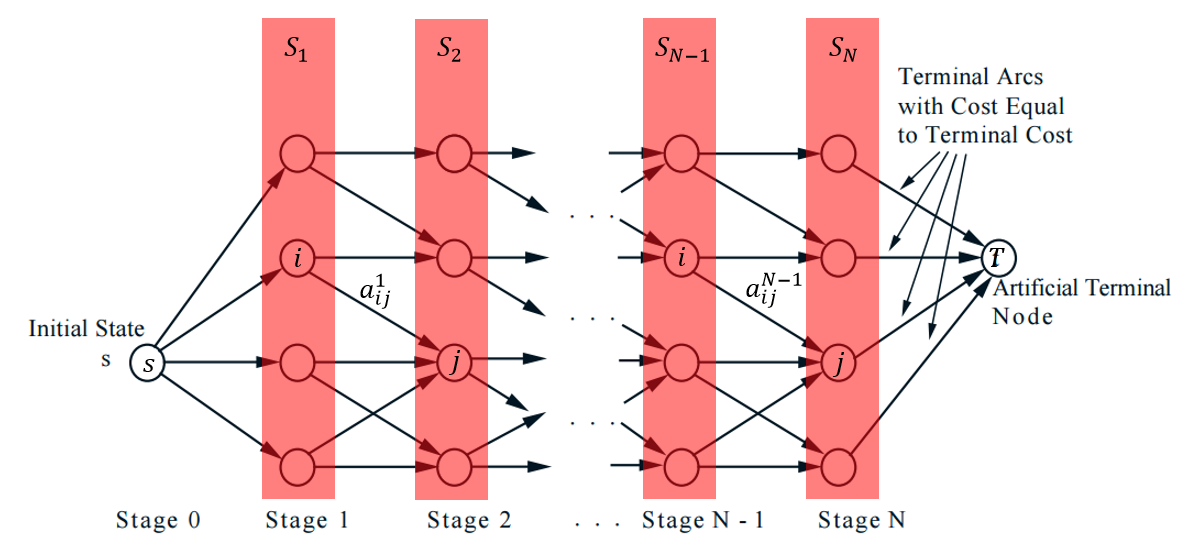 S_1
S_2
S_{N-1}
S_N
Terminal Arcs
with Cost Equal
to Terminal Cost
i
i
T
a_{ij}^{1}
a_{ij}^{N-1}
Artificial Terminal
Node
Initial State
s
s
j
j
. . .
. . .
. . .
Stage 0
Stage 1
Stage 2
. . .
Stage N - 1
Stage N